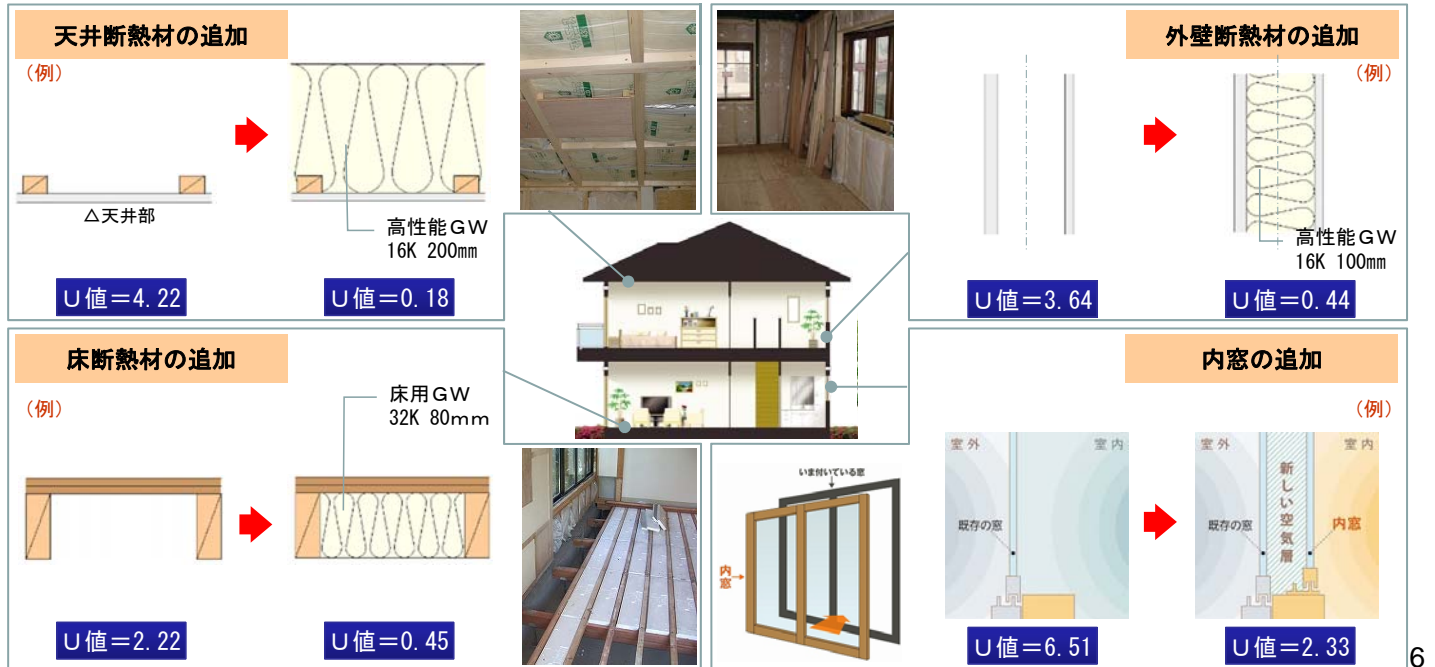 天井断熱材の追加
(例)
△天井部
高性能GW
16K 200mm
U値=4.22
U値=0.18
外壁断熱材の追加
(例)
高性能GW
16K 100mm
U値=3.64
U値=0.44
床断熱材の追加
(例)
床用GW
32K 80mm
U値=2.22
U値=0.45
内窓の追加
(例)
いま付いている窓
内窓
室外
室内
既存の窓
U値=6.51
室外
室内
既存の窓
新しい空気層
内窓
U値=2.33
6